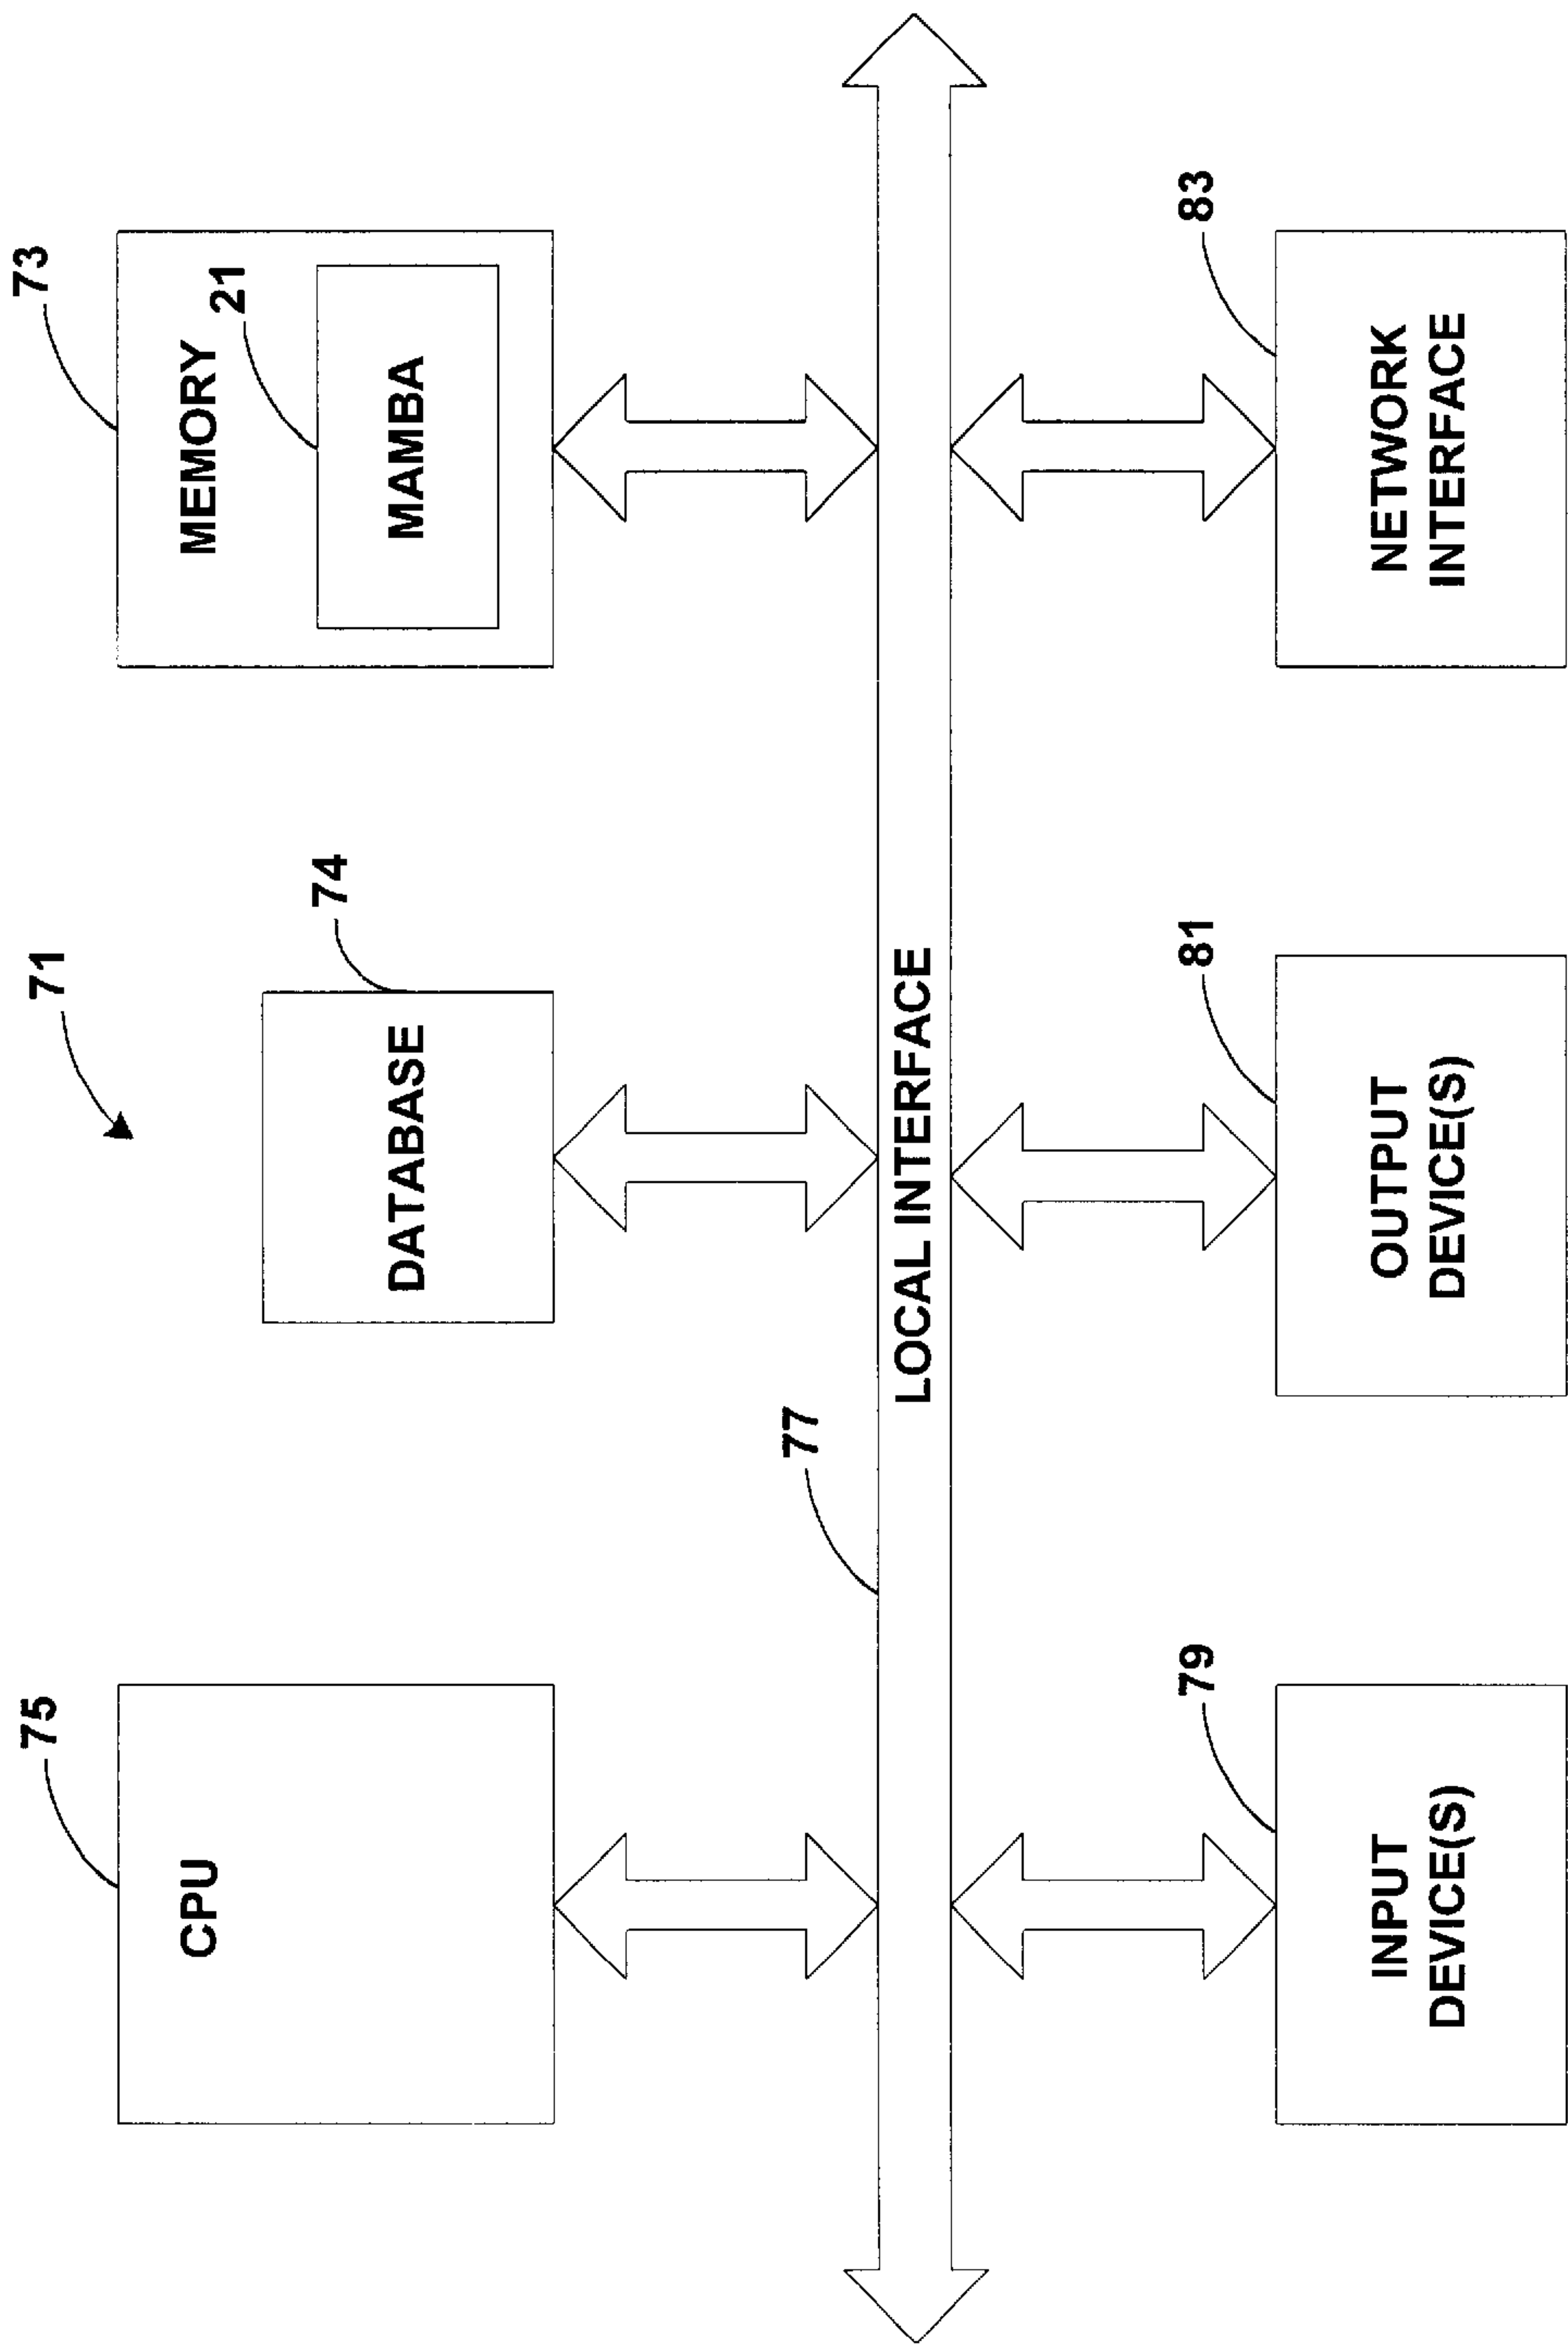 71
75
CPU
74
DATABASE
73
MEMORY
21
MAMBA
77
LOCAL INTERFACE
79
INPUT
DEVICE(S)
81
OUTPUT
DEVICE(S)
83
NETWORK
INTERFACE